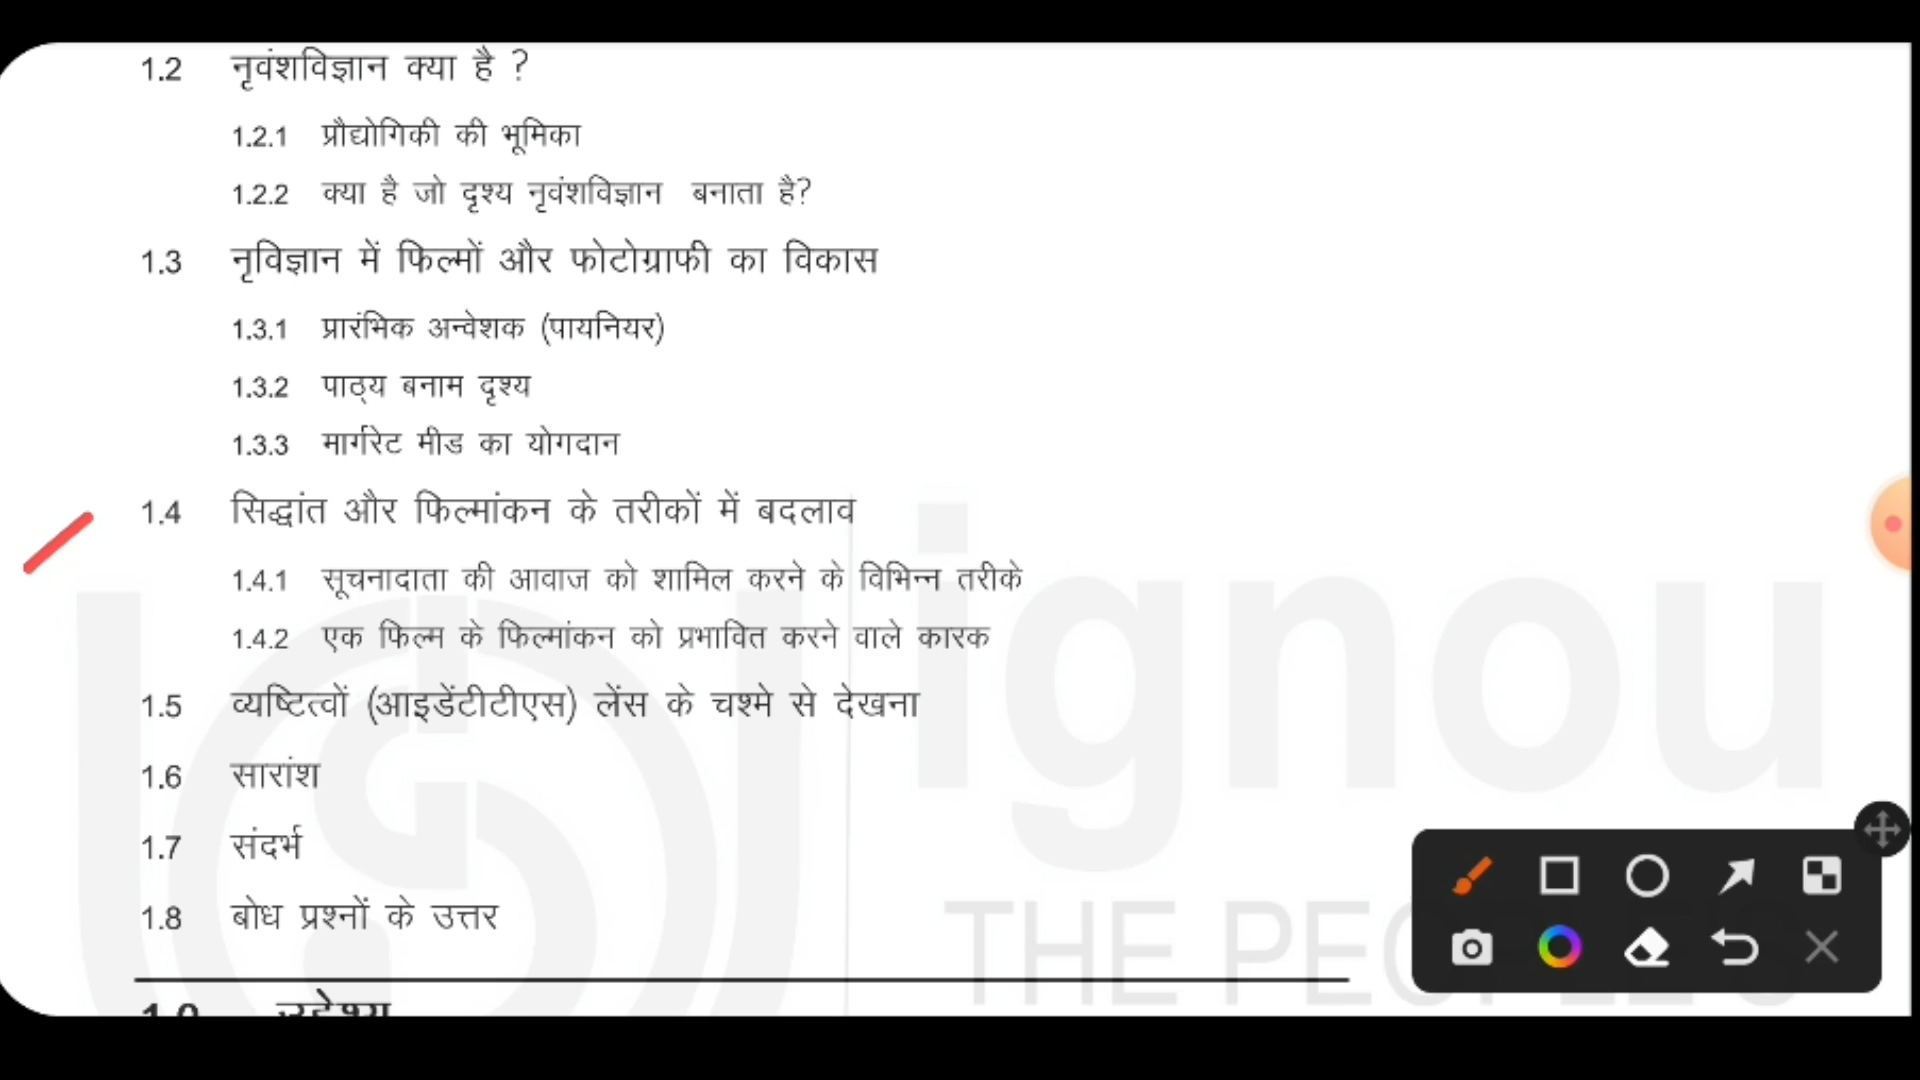 1.2 नृवंशविज्ञान क्या है ?
1.2.1 प्रौद्योगिकी की भूमिका
1.2.2 क्या है जो दृश्य नृवंशविज्ञान बनाता है?
1.3 नृविज्ञान में फिल्मों और फोटोग्राफी का विकास
1.3.1 प्रारंभिक अन्वेशक (पायनियर)
1.3.2 पाठ्य बनाम दृश्य
1.3.3 मार्गरेट मीड का योगदान
1.4 सिद्धांत और फिल्मांकन के तरीकों में बदलाव
1.4.1 सूचनादाता की आवाज को शामिल करने के विभिन्न तरीके
1.4.2 एक फिल्म के फिल्मांकन को प्रभावित करने वाले कारक
1.5 व्यष्टित्वों (आइडेंटीटीएस) लेंस के चश्मे से देखना
1.6 सारांश
1.7 संदर्भ
1.8 बोध प्रश्नों के उत्तर
1.0 उद्देश्य
ignou
THE